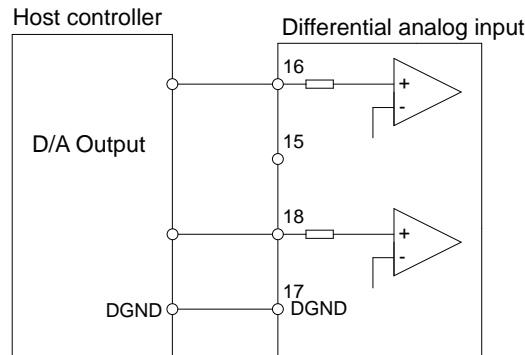 Host controller
Differential analog input
16
+
-
D/A Output
15
18
+
-
17
DGND
DGND